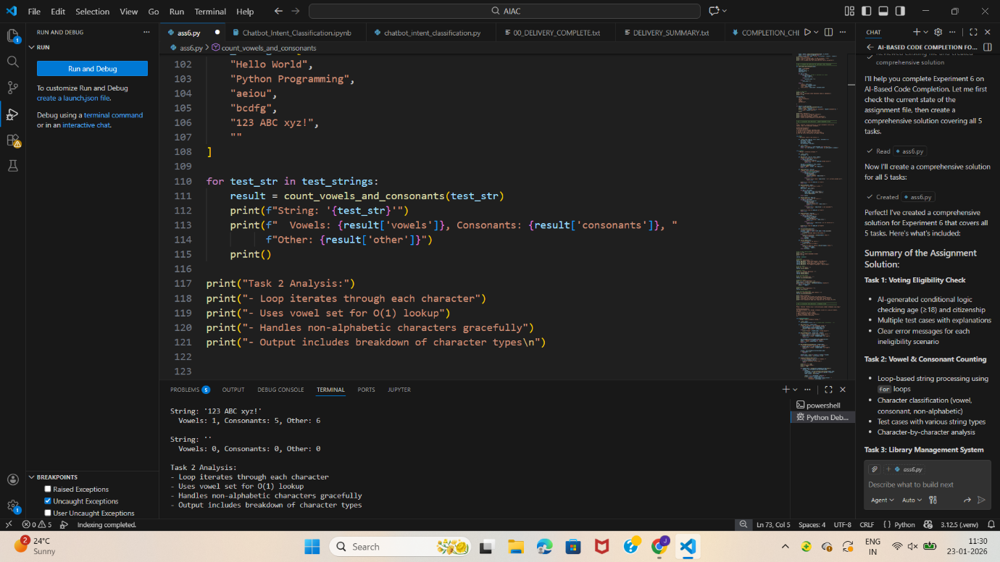 File Edit Selection View Go Run Terminal Help
AIAC
1
RUN AND DEBUG
RUN
Run and Debug
To customize Run and Debug
create a launch.json file.
Debug using a terminal command
or in an interactive chat.
BREAKPOINTS
Raised Exceptions
Uncaught Exceptions
User Uncaught Exceptions
1
ass6.py
Chatbot_Intent_Classification.ipynb
chatbot_intent_classification.py
00_DELIVERY_COMPLETE.txt
DELIVERY_SUMMARY.txt
COMPLETION_CHE
ass6.py > count_vowels_and_consonants
102 "Hello World",
103 "Python Programming",
104 "aeiou",
105 "bcdfg",
106 "123 ABC xyz!",
107 ""
108 ]
109
110 for test_str in test_strings:
111 result = count_vowels_and_consonants(test_str)
112 print(f"String: '{test_str}'")
113 print(f"  Vowels: {result['vowels']}, Consonants: {result['consonants']}, "
114 f"Other: {result['other']}")
115 print()
116
117 print("Task 2 Analysis:")
118 print("- Loop iterates through each character")
119 print("- Uses vowel set for O(1) lookup")
120 print("- Handles non-alphabetic characters gracefully")
121 print("- Output includes breakdown of character types\n")
122
123
PROBLEMS 5 OUTPUT DEBUG CONSOLE TERMINAL PORTS JUPYTER
String: '123 ABC xyz!'
Vowels: 1, Consonants: 5, Other: 6
String: ''
Vowels: 0, Consonants: 0, Other: 0
Task 2 Analysis:
- Loop iterates through each character
- Uses vowel set for O(1) lookup
- Handles non-alphabetic characters gracefully
- Output includes breakdown of character types
powershell
Python Deb...
CHAT
AI-BASED CODE COMPLETION FO...
Reviewed existing file and created
comprehensive solution
I'll help you complete Experiment 6 on
AI-Based Code Completion. Let me first
check the current state of the
assignment file, then create a
comprehensive solution covering all 5
tasks.
Read ass6.py
Now I'll create a comprehensive solution
for all 5 tasks:
Created ass6.py
Perfect! I've created a comprehensive
solution for Experiment 6 that covers all
5 tasks. Here's what's included:
Summary of the Assignment
Solution:
Task 1: Voting Eligibility Check
• AI-generated conditional logic
checking age (≥18) and citizenship
• Multiple test cases with explanations
• Clear error messages for each
ineligibility scenario
Task 2: Vowel & Consonant Counting
• Loop-based string processing using
for loops
• Character classification (vowel,
consonant, non-alphabetic)
• Test cases with various string types
• Character-by-character analysis
Task 3: Library Management System
+ ass6.py
Describe what to build next
Agent Auto
0 5 Indexing completed.
Ln 73, Col 5 Spaces: 4 UTF-8 CRLF { } Python 3.12.5 (.venv)
2
24°C
Sunny
Search
J
ENG
IN
11:30
23-01-2026